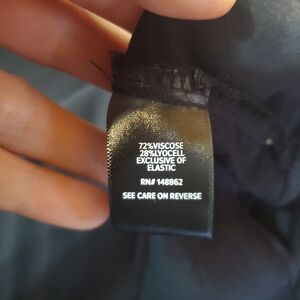 72%VISCOSE
28%LYOCELL
EXCLUSIVE OF
ELASTIC
RN# 148862
SEE CARE ON REVERSE